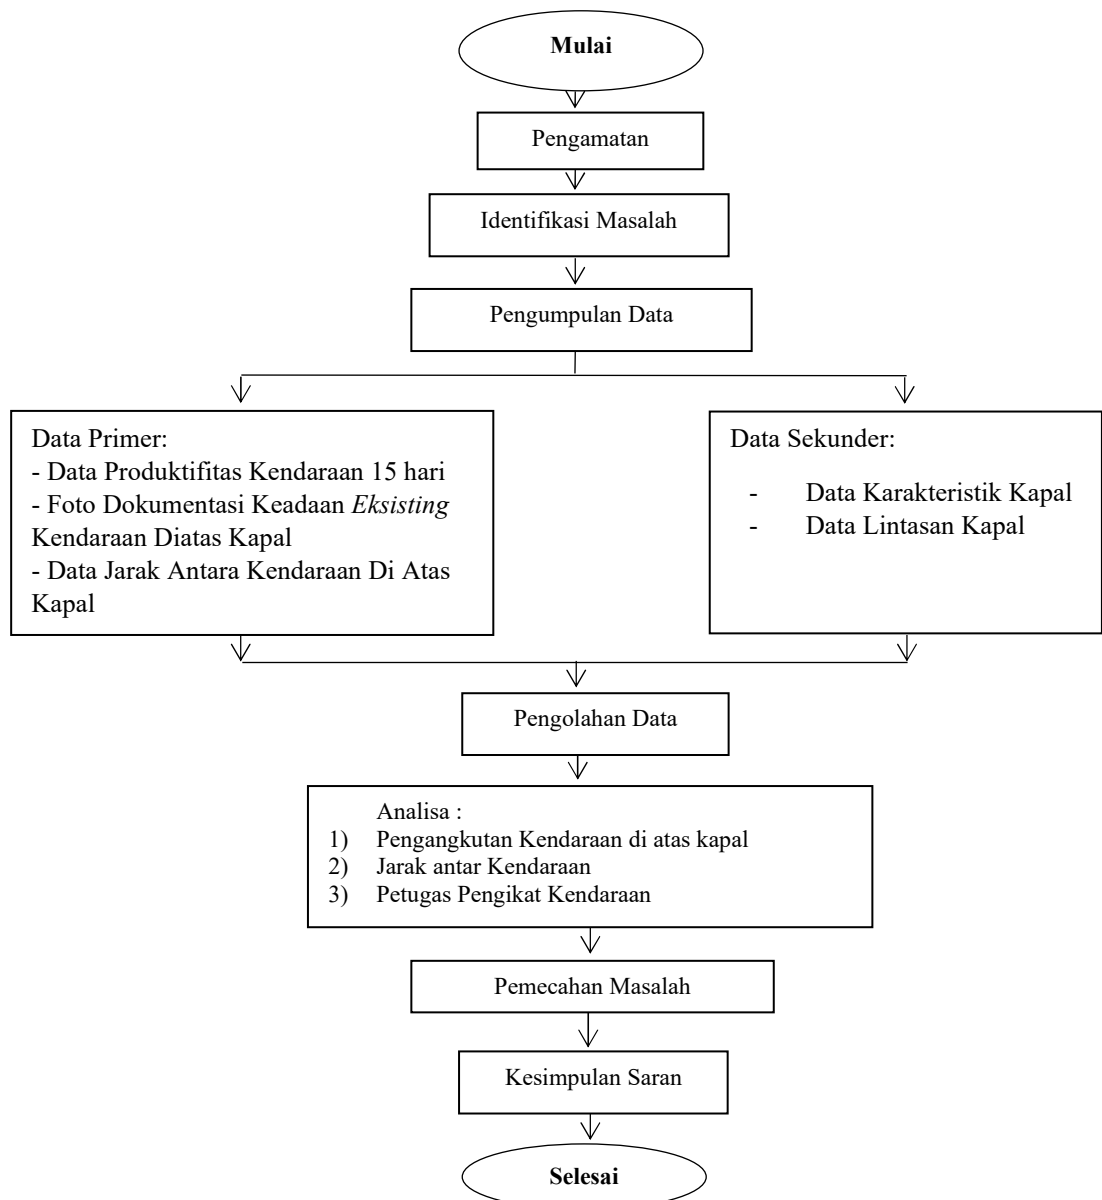 Mulai
Pengamatan
Identifikasi Masalah
Pengumpulan Data
Data Primer:
- Data Produktifitas Kendaraan 15 hari
- Foto Dokumentasi Keadaan Eksisting
Kendaraan Diatas Kapal
- Data Jarak Antara Kendaraan Di Atas
Kapal
Data Sekunder:
- Data Karakteristik Kapal
- Data Lintasan Kapal
Pengolahan Data
Analisa :
1) Pengangkutan Kendaraan di atas kapal
2) Jarak antar Kendaraan
3) Petugas Pengikat Kendaraan
Pemecahan Masalah
Kesimpulan Saran
Selesai